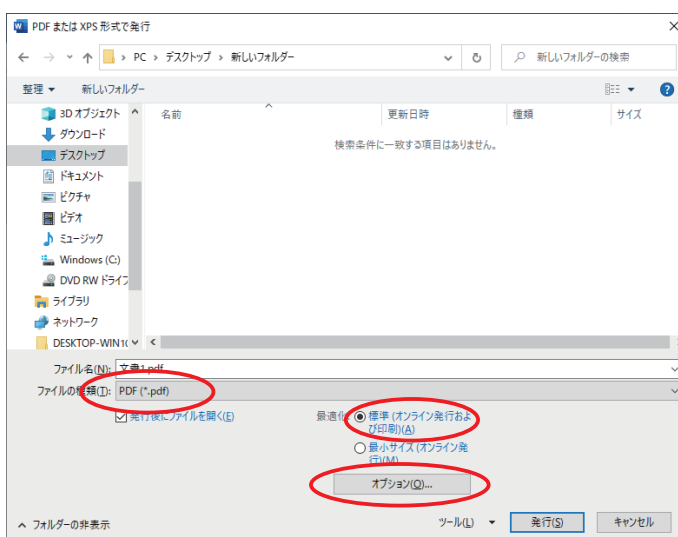 PDF または XPS 形式で発行
PC › デスクトップ › 新しいフォルダー
新しいフォルダーの検索
整理 新しいフォルダー
名前 更新日時 種類 サイズ
検索条件に一致する項目はありません。
3D オブジェクト
ダウンロード
デスクトップ
ドキュメント
ピクチャ
ビデオ
ミュージック
Windows (C:)
DVD RW ドライブ
ライブラリ
ネットワーク
DESKTOP-WIN10
ファイル名(N): 文書1.pdf
ファイルの種類(T): PDF (*.pdf)
発行後にファイルを開く(E)
最適化: 標準 (オンライン発行およ
び印刷)(A)
最小サイズ (オンライン発
行)(M)
オプション(O)...
フォルダーの非表示
ツール(L) 発行(S) キャンセル